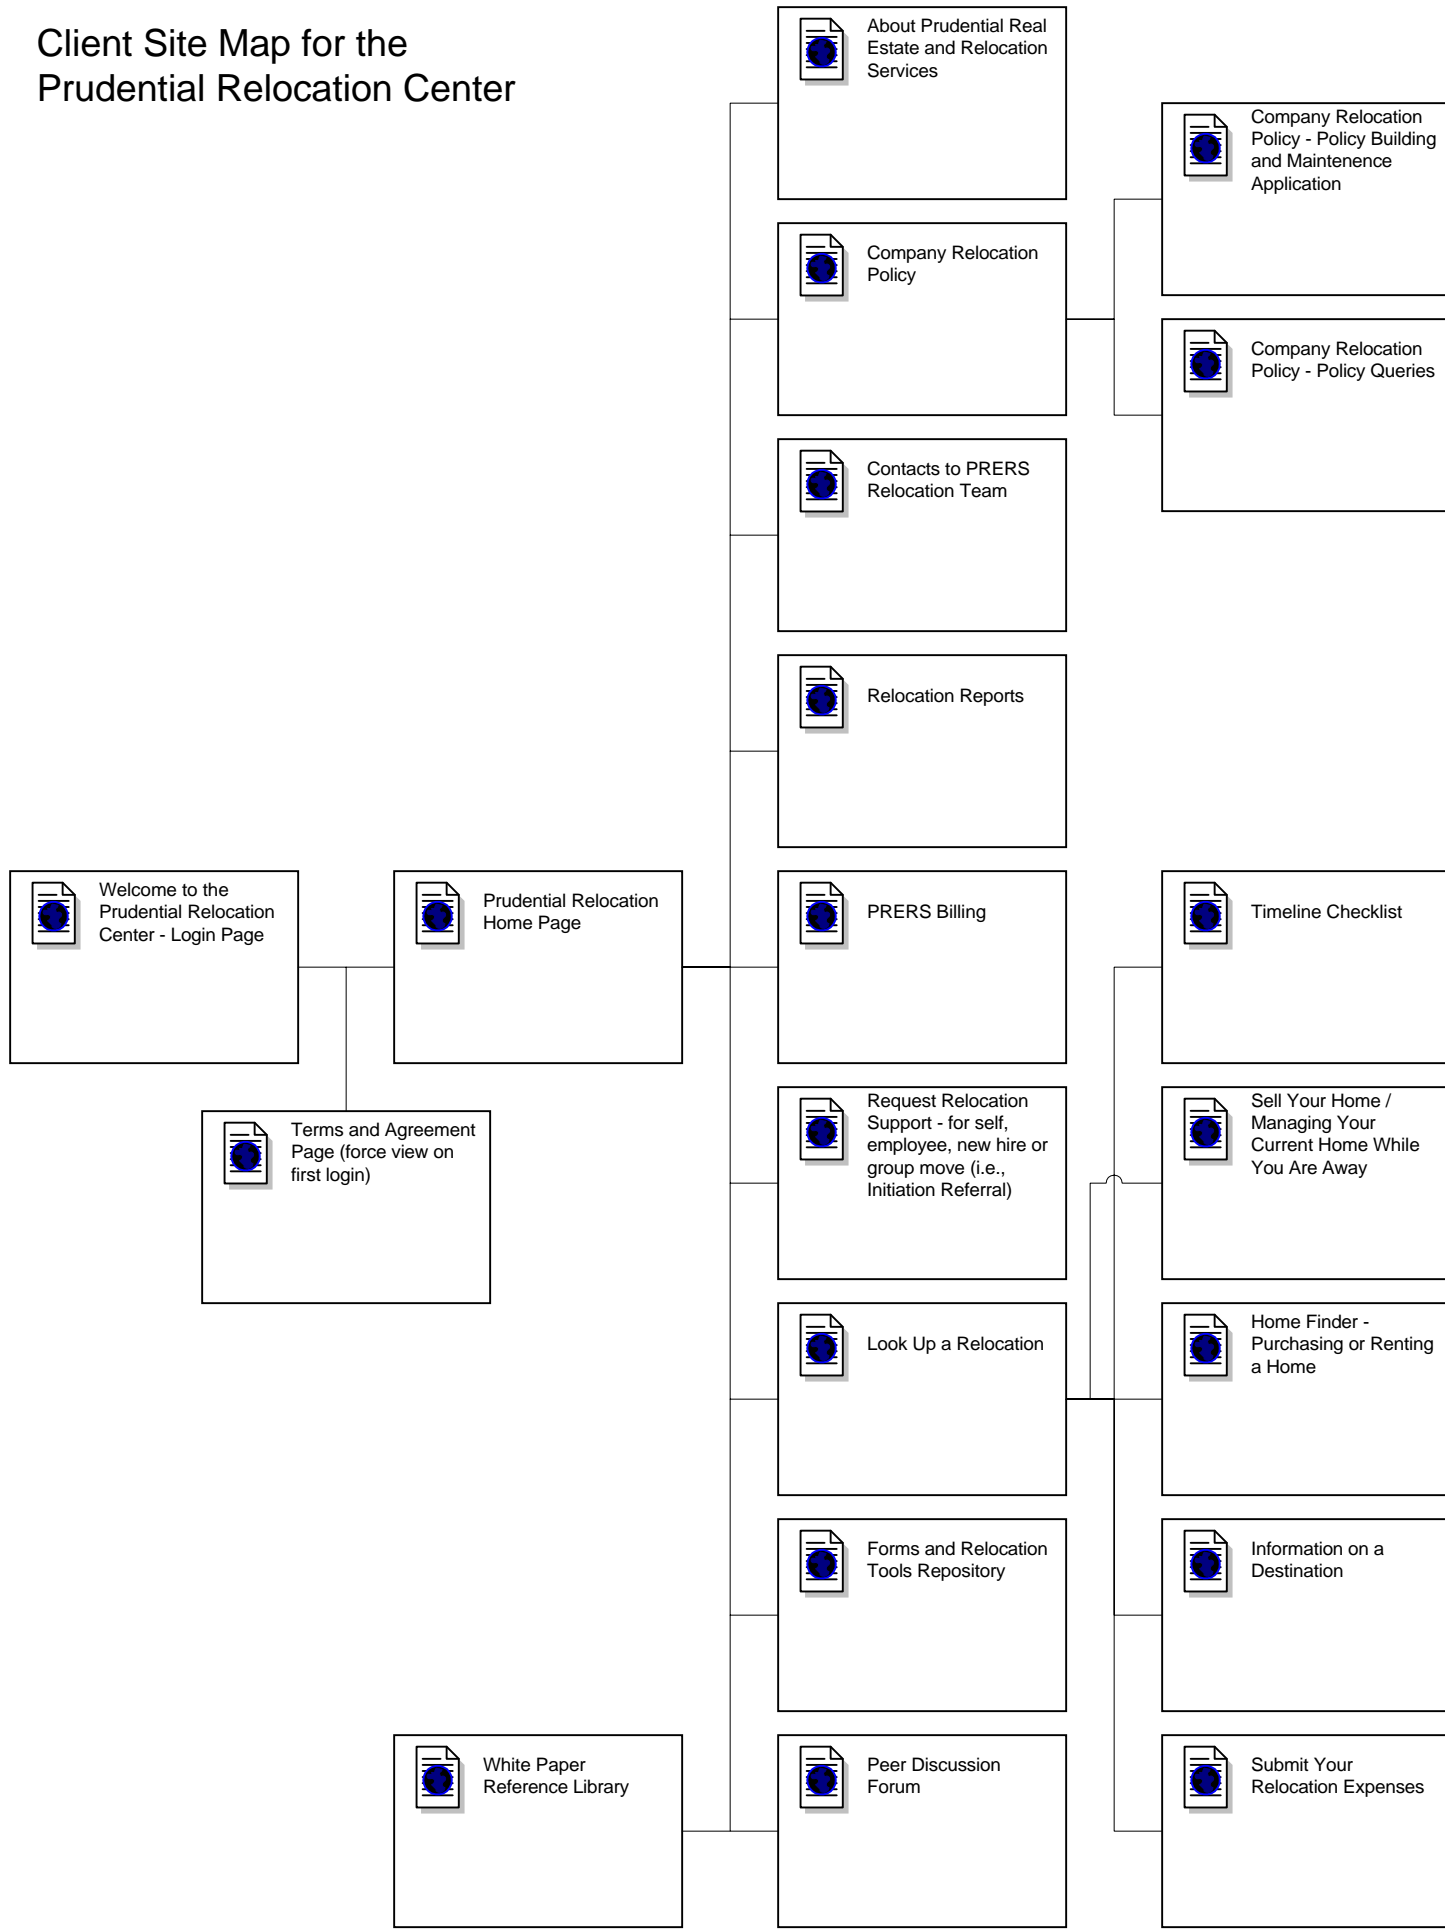 Client Site Map for the
Prudential Relocation Center
About Prudential Real
Estate and Relocation
Services
Company Relocation
Policy - Policy Building
and Maintenence
Application
Company Relocation
Policy
Company Relocation
Policy - Policy Queries
Contacts to PRERS
Relocation Team
Relocation Reports
Welcome to the
Prudential Relocation
Center - Login Page
Prudential Relocation
Home Page
PRERS Billing
Timeline Checklist
Terms and Agreement
Page (force view on
first login)
Request Relocation
Support - for self,
employee, new hire or
group move (i.e.,
Initiation Referral)
Sell Your Home /
Managing Your
Current Home While
You Are Away
Look Up a Relocation
Home Finder -
Purchasing or Renting
a Home
Forms and Relocation
Tools Repository
Information on a
Destination
White Paper
Reference Library
Peer Discussion
Forum
Submit Your
Relocation Expenses